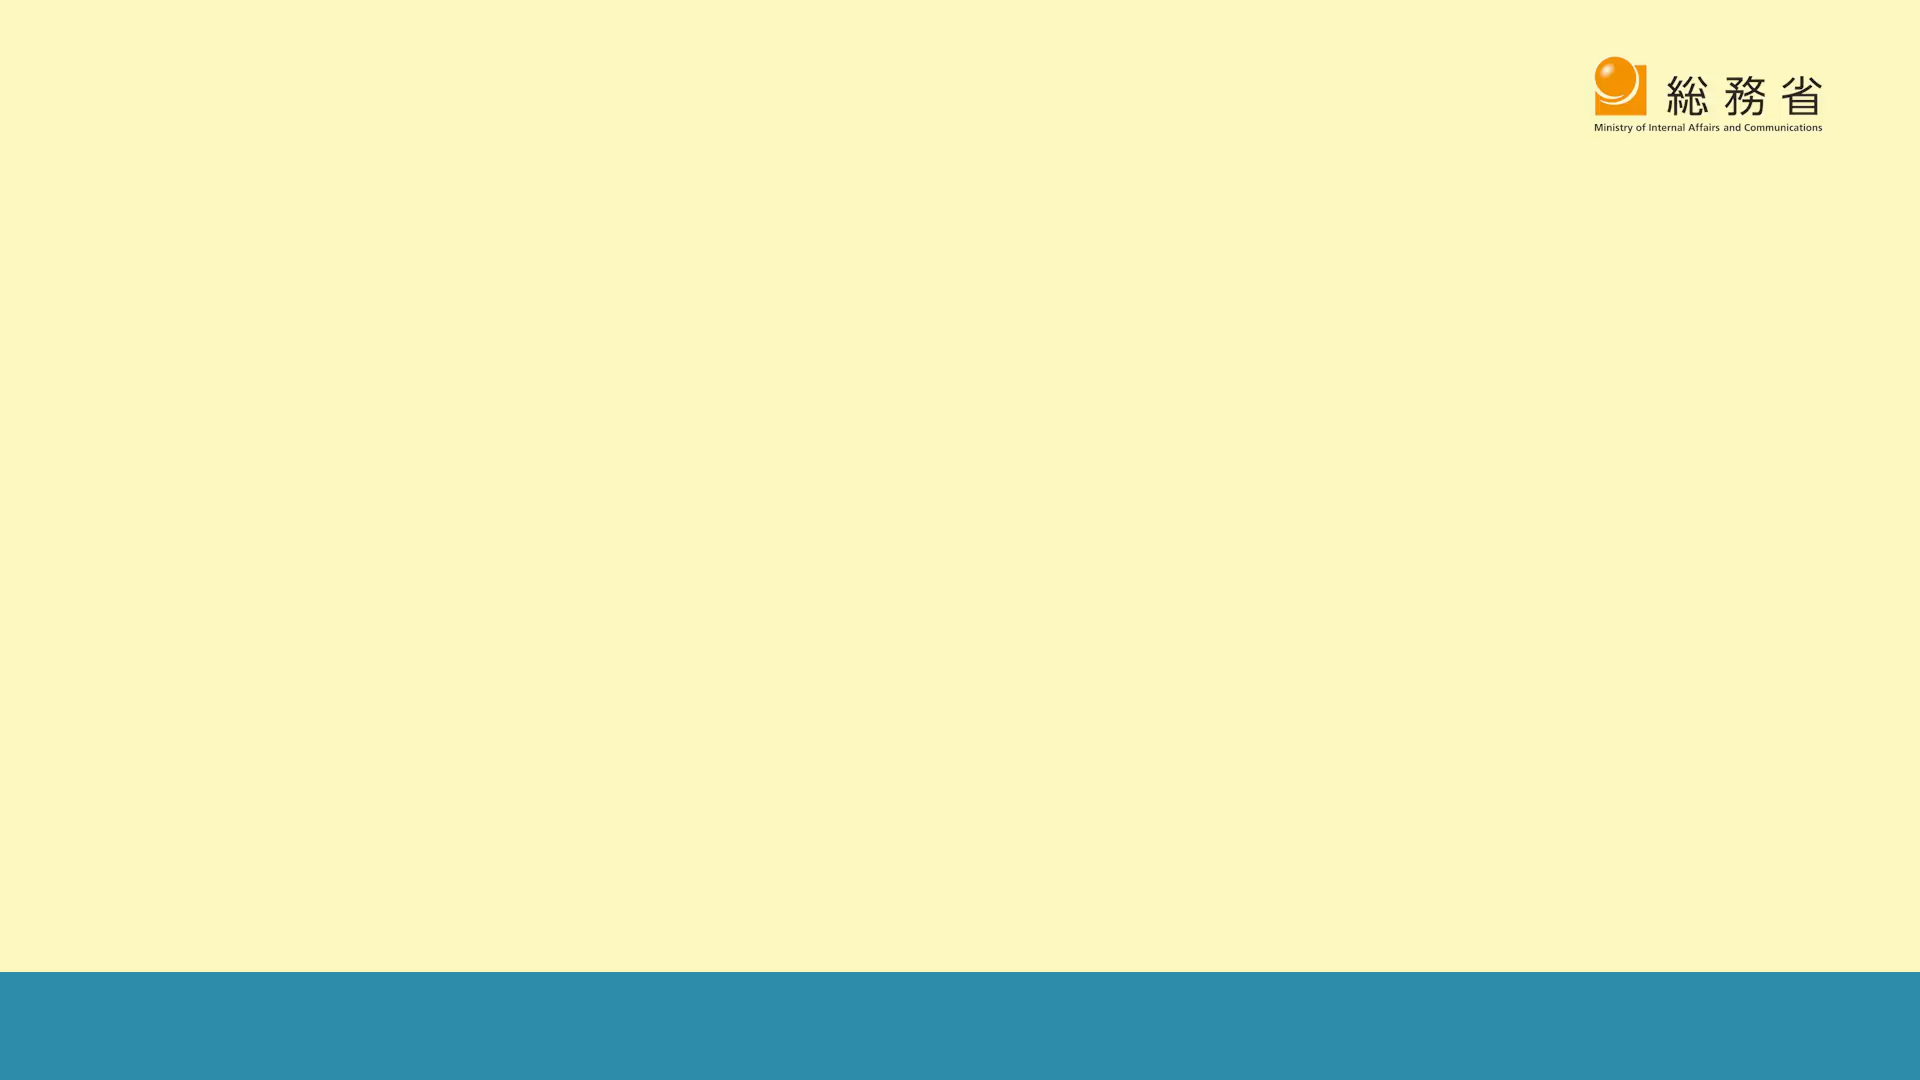 総務省
Ministry of Internal Affairs and Communications